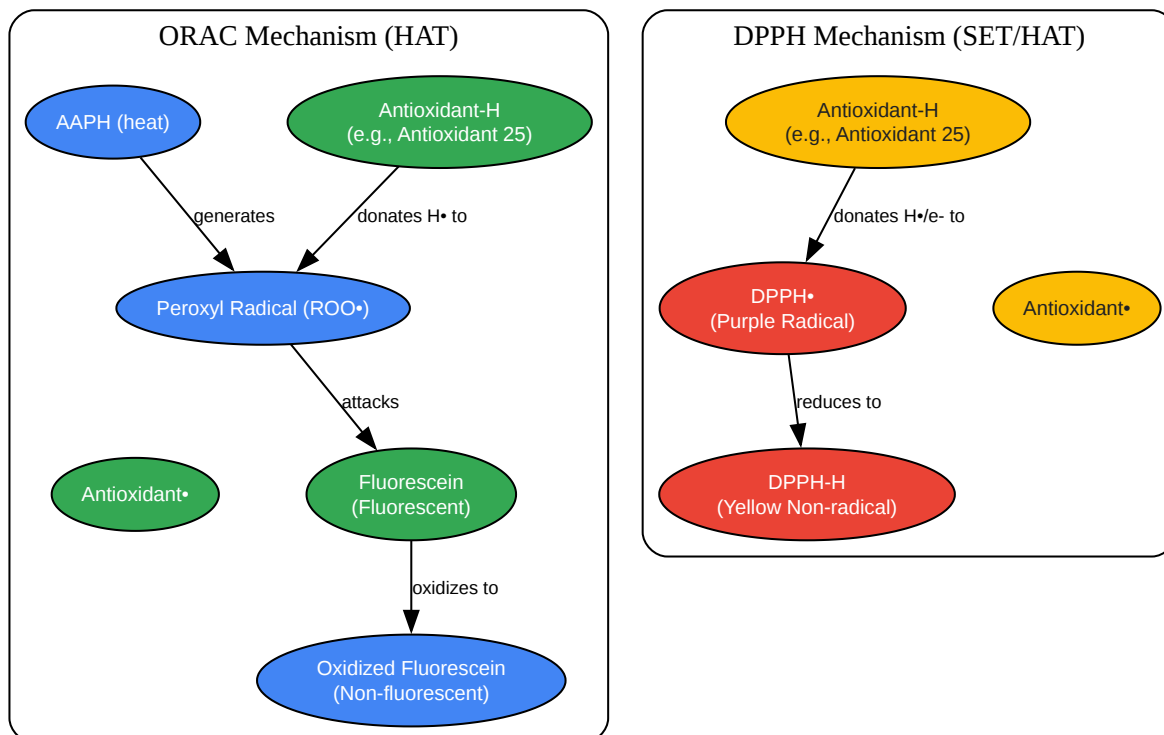 ORAC Mechanism (HAT)
AAPH (heat)
Antioxidant-H
(e.g., Antioxidant 25)
generates
donates H• to
Peroxyl Radical (ROO•)
attacks
Antioxidant•
Fluorescein
(Fluorescent)
oxidizes to
Oxidized Fluorescein
(Non-fluorescent)
DPPH Mechanism (SET/HAT)
Antioxidant-H
(e.g., Antioxidant 25)
donates H•/e- to
DPPH•
(Purple Radical)
Antioxidant•
reduces to
DPPH-H
(Yellow Non-radical)